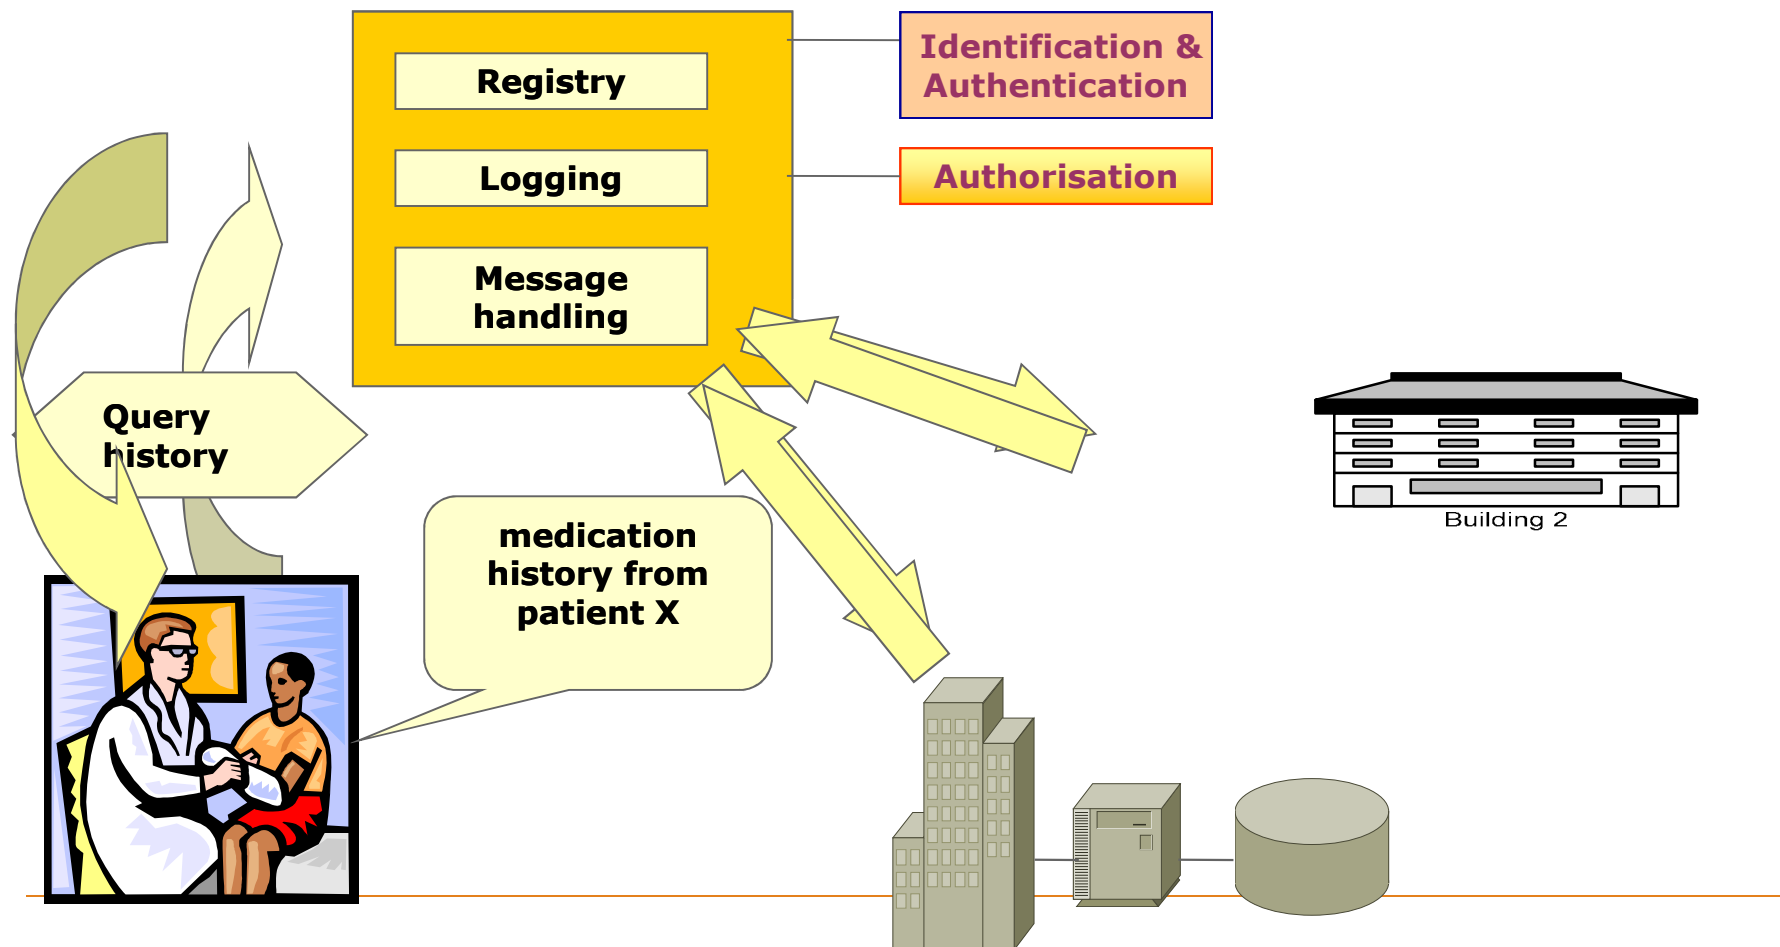 Identification &
Authentication
Registry
Logging
Authorisation
Message
handling
Query
history
medication
history from
patient X
Building 2